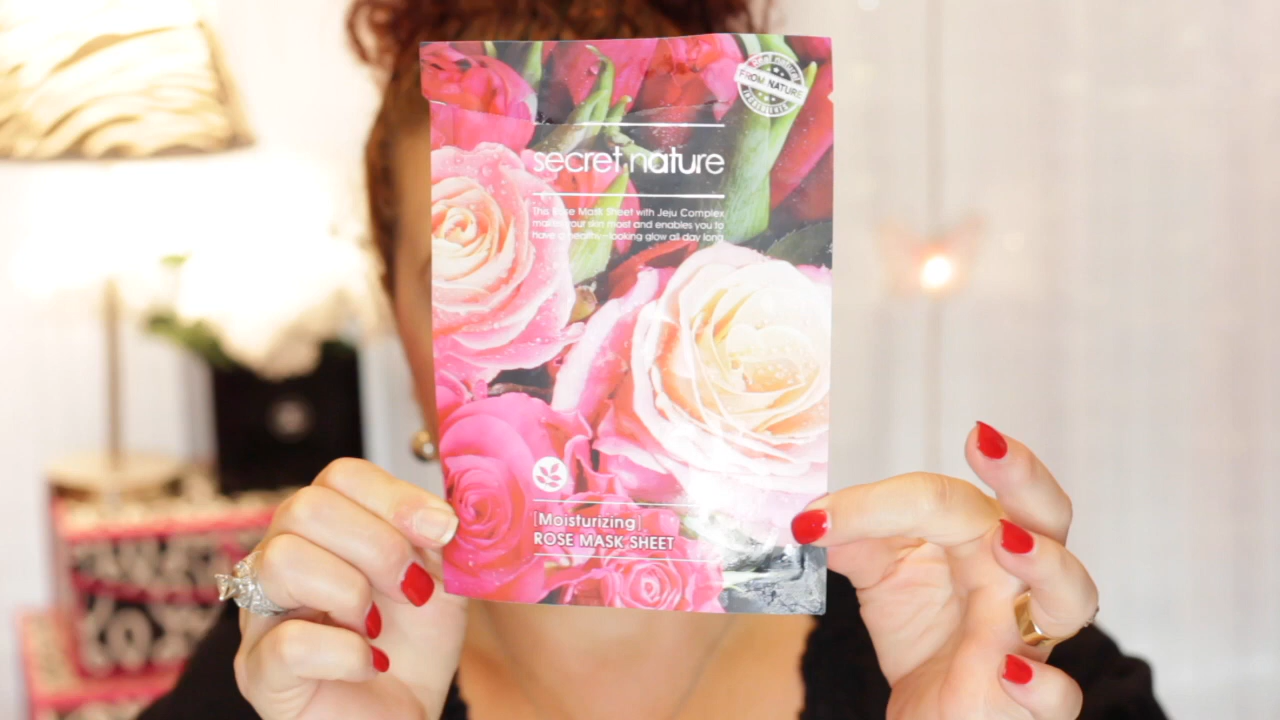 FROM NATURE
secret nature
This Rose Mask Sheet with Jeju Complex
makes your skin moist and enables you to
have a healthy-looking glow all day long
[Moisturizing]
ROSE MASK SHEET